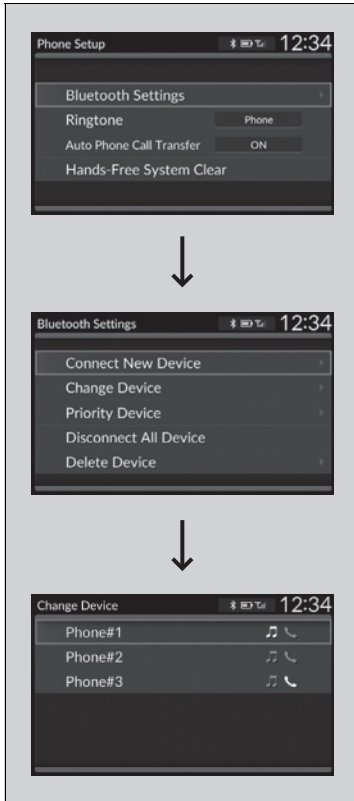 Phone Setup 12:34
Bluetooth Settings
Ringtone Phone
Auto Phone Call Transfer ON
Hands-Free System Clear
Bluetooth Settings 12:34
Connect New Device
Change Device
Priority Device
Disconnect All Device
Delete Device
Change Device 12:34
Phone#1
Phone#2
Phone#3